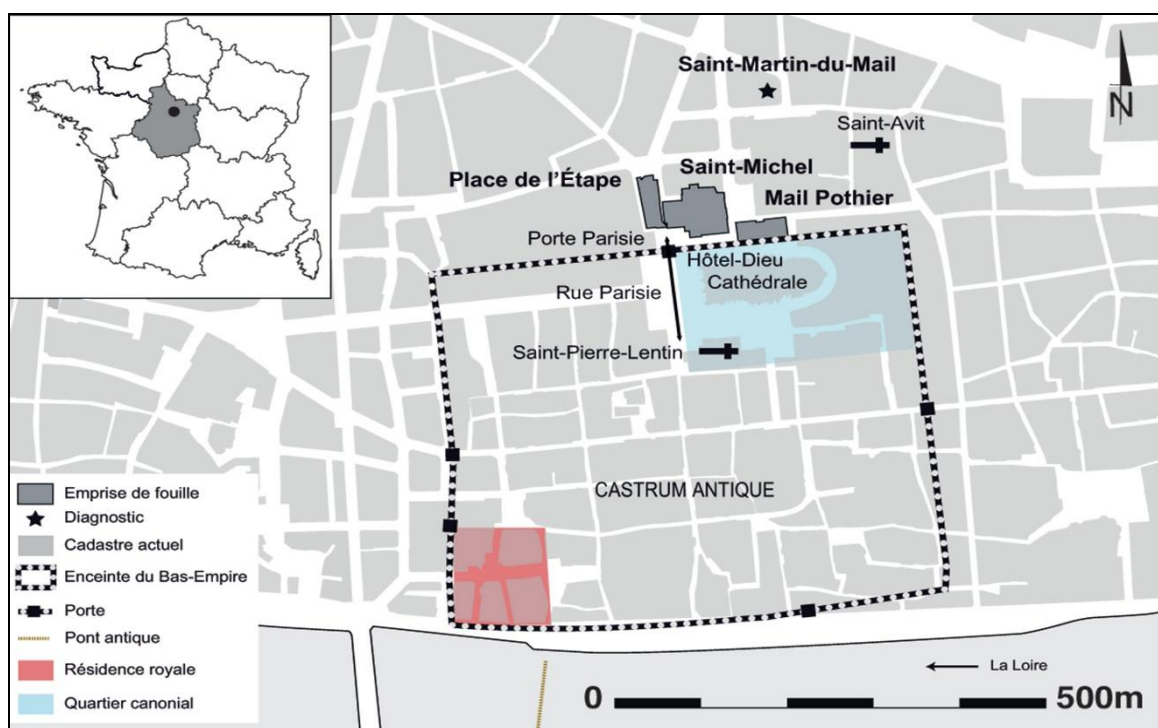 Saint-Martin-du-Mail
N
Saint-Avit
Saint-Michel
Place de l'Étape
Mail Pothier
Porte Parisie
Hôtel-Dieu
Cathédrale
Rue Parisie
Saint-Pierre-Lentin
CASTRUM ANTIQUE
Emprise de fouille
Diagnostic
Cadastre actuel
Enceinte du Bas-Empire
Porte
Pont antique
Résidence royale
Quartier canonial
La Loire
0 500m